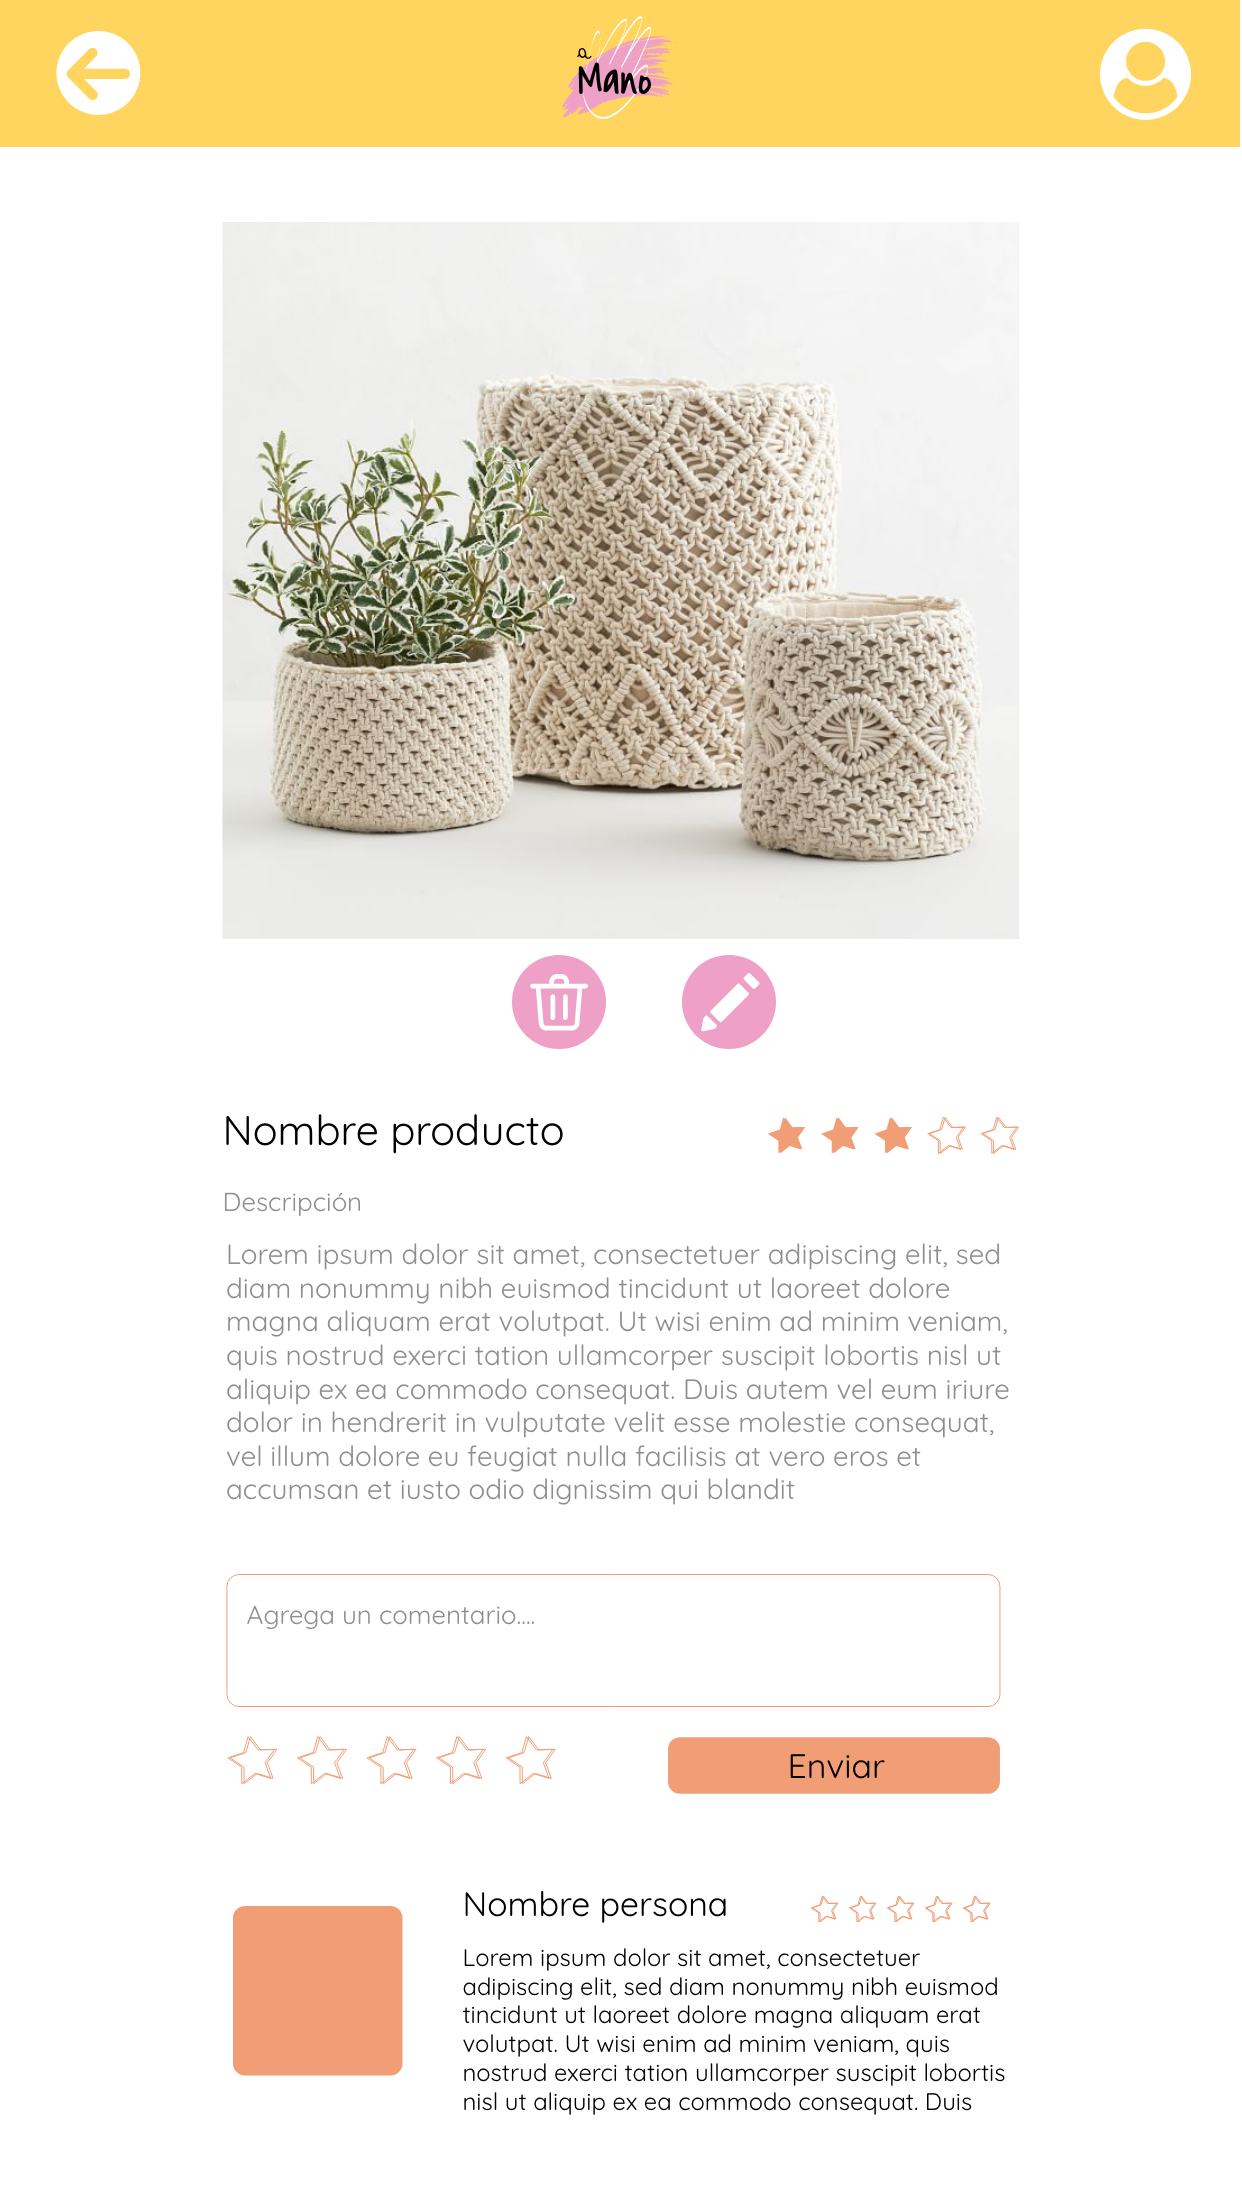 a
Mano
Nombre producto
Descripción
Lorem ipsum dolor sit amet, consectetuer adipiscing elit, sed
diam nonummy nibh euismod tincidunt ut laoreet dolore
magna aliquam erat volutpat. Ut wisi enim ad minim veniam,
quis nostrud exerci tation ullamcorper suscipit lobortis nisl ut
aliquip ex ea commodo consequat. Duis autem vel eum iriure
dolor in hendrerit in vulputate velit esse molestie consequat,
vel illum dolore eu feugiat nulla facilisis at vero eros et
accumsan et iusto odio dignissim qui blandit
Agrega un comentario....
Enviar
Nombre persona
Lorem ipsum dolor sit amet, consectetuer
adipiscing elit, sed diam nonummy nibh euismod
tincidunt ut laoreet dolore magna aliquam erat
volutpat. Ut wisi enim ad minim veniam, quis
nostrud exerci tation ullamcorper suscipit lobortis
nisl ut aliquip ex ea commodo consequat. Duis